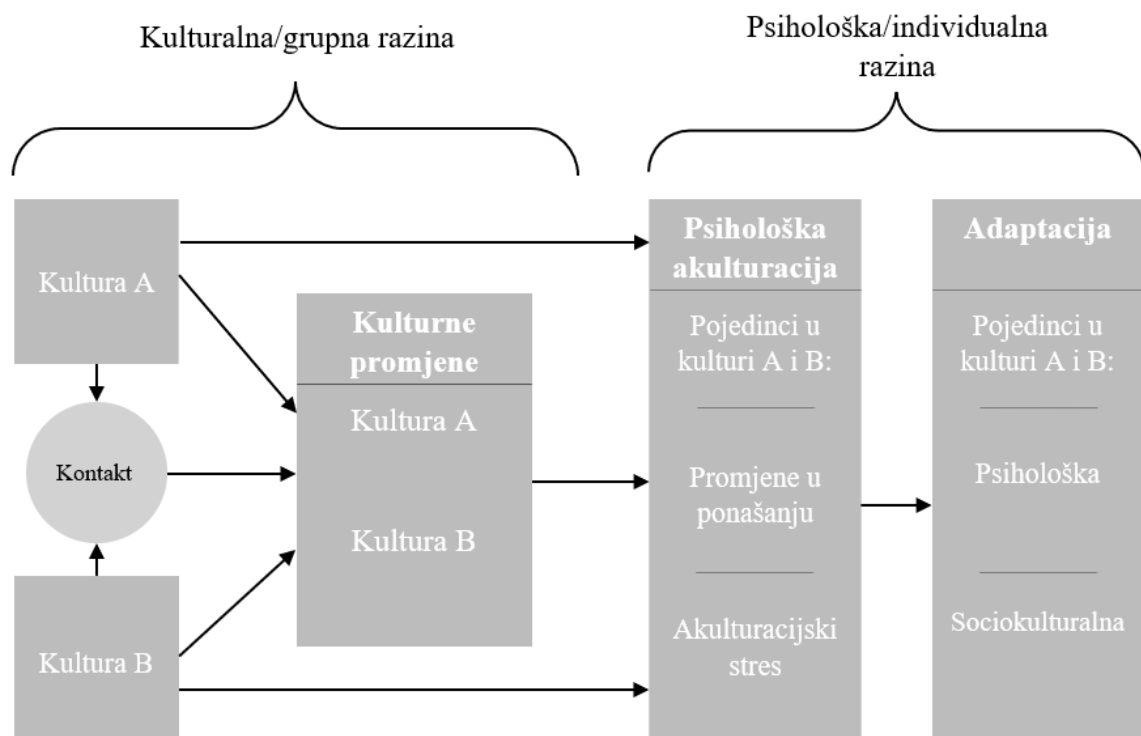 Kulturalna/grupna razina
Psihološka/individualna
razina
Kultura A
Kontakt
Kultura B
Kulturne
promjene
Kultura A
Kultura B
Psihološka
akulturacija
Pojedinci u
kulturi A i B:
Promjene u
ponašanju
Akulturacijski
stres
Adaptacija
Pojedinci u
kulturi A i B:
Psihološka
Sociokulturalna